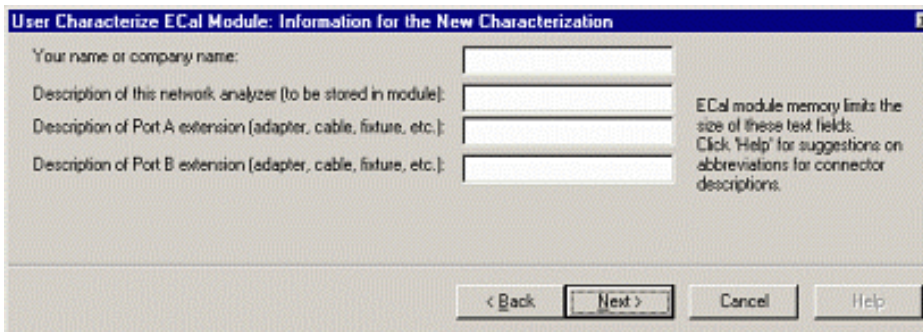 User Characterize ECal Module: Information for the New Characterization
Your name or company name:
Description of this network analyzer (to be stored in module):
Description of Port A extension (adapter, cable, fixture, etc.):
Description of Port B extension (adapter, cable, fixture, etc.):
ECal module memory limits the
size of these text fields.
Click 'Help' for suggestions on
abbreviations for connector
descriptions.
< Back
Next >
Cancel
Help